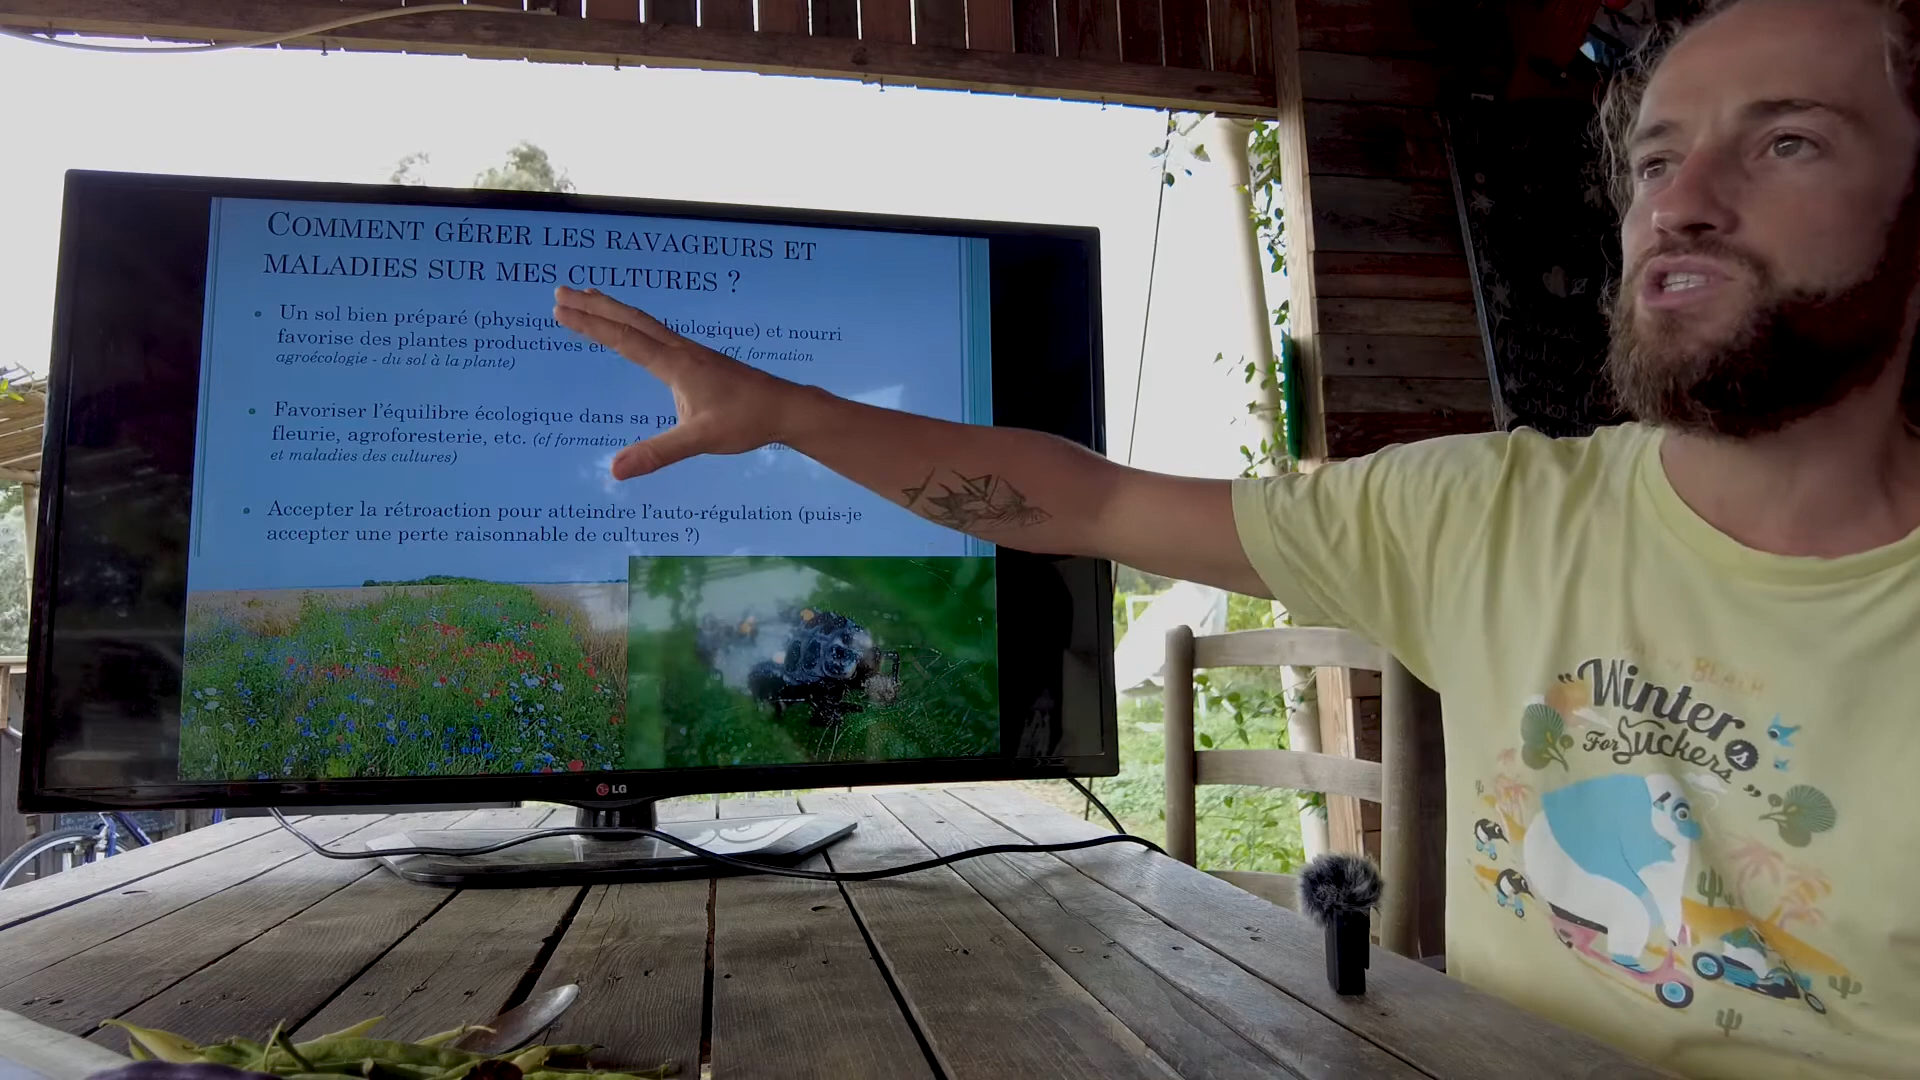 COMMENT GÉRER LES RAVAGEURS ET
MALADIES SUR MES CULTURES ?
Un sol bien préparé (physique biologique) et nourri
favorise des plantes productives et (Cf. formation
agroécologie - du sol à la plante)
Favoriser l'équilibre écologique dans sa
fleurie, agroforesterie, etc. (cf formation
et maladies des cultures)
Accepter la rétroaction pour atteindre l'auto-régulation (puis-je
accepter une perte raisonnable de cultures ?)
LG
"Winter's
For Suckers"